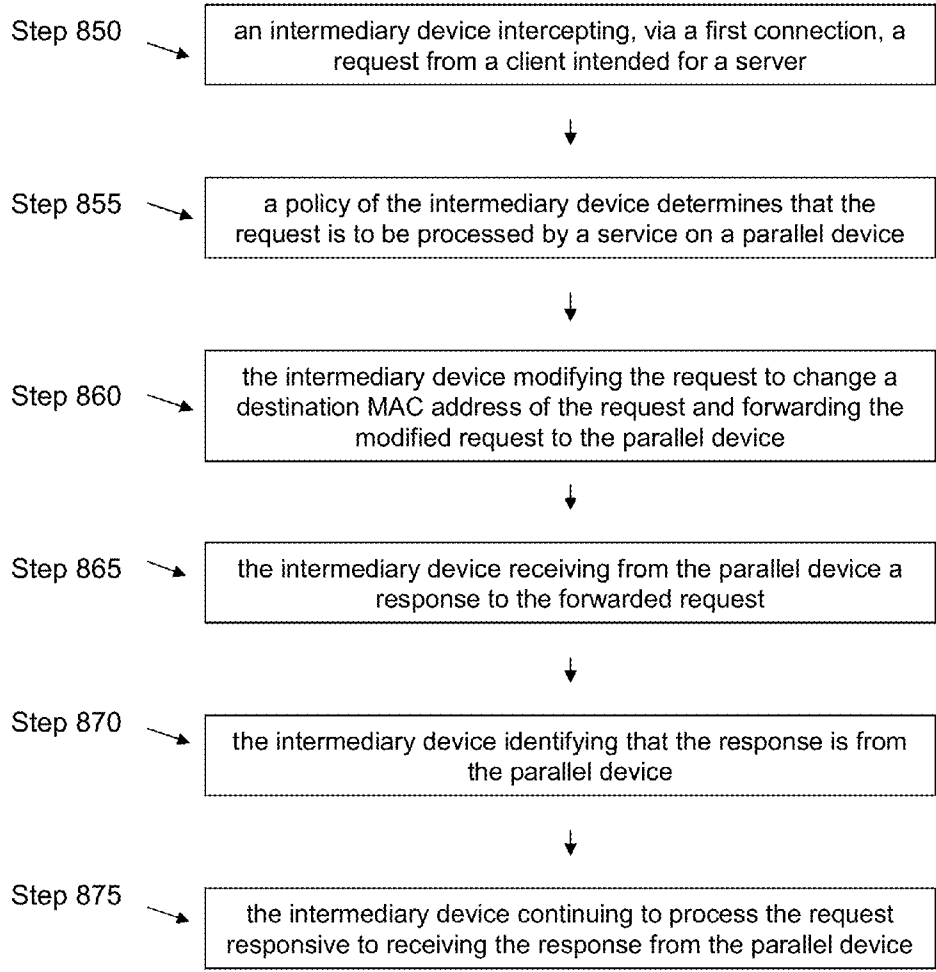 Step 850
an intermediary device intercepting, via a first connection, a
request from a client intended for a server
Step 855
a policy of the intermediary device determines that the
request is to be processed by a service on a parallel device
Step 860
the intermediary device modifying the request to change a
destination MAC address of the request and forwarding the
modified request to the parallel device
Step 865
the intermediary device receiving from the parallel device a
response to the forwarded request
Step 870
the intermediary device identifying that the response is from
the parallel device
Step 875
the intermediary device continuing to process the request
responsive to receiving the response from the parallel device